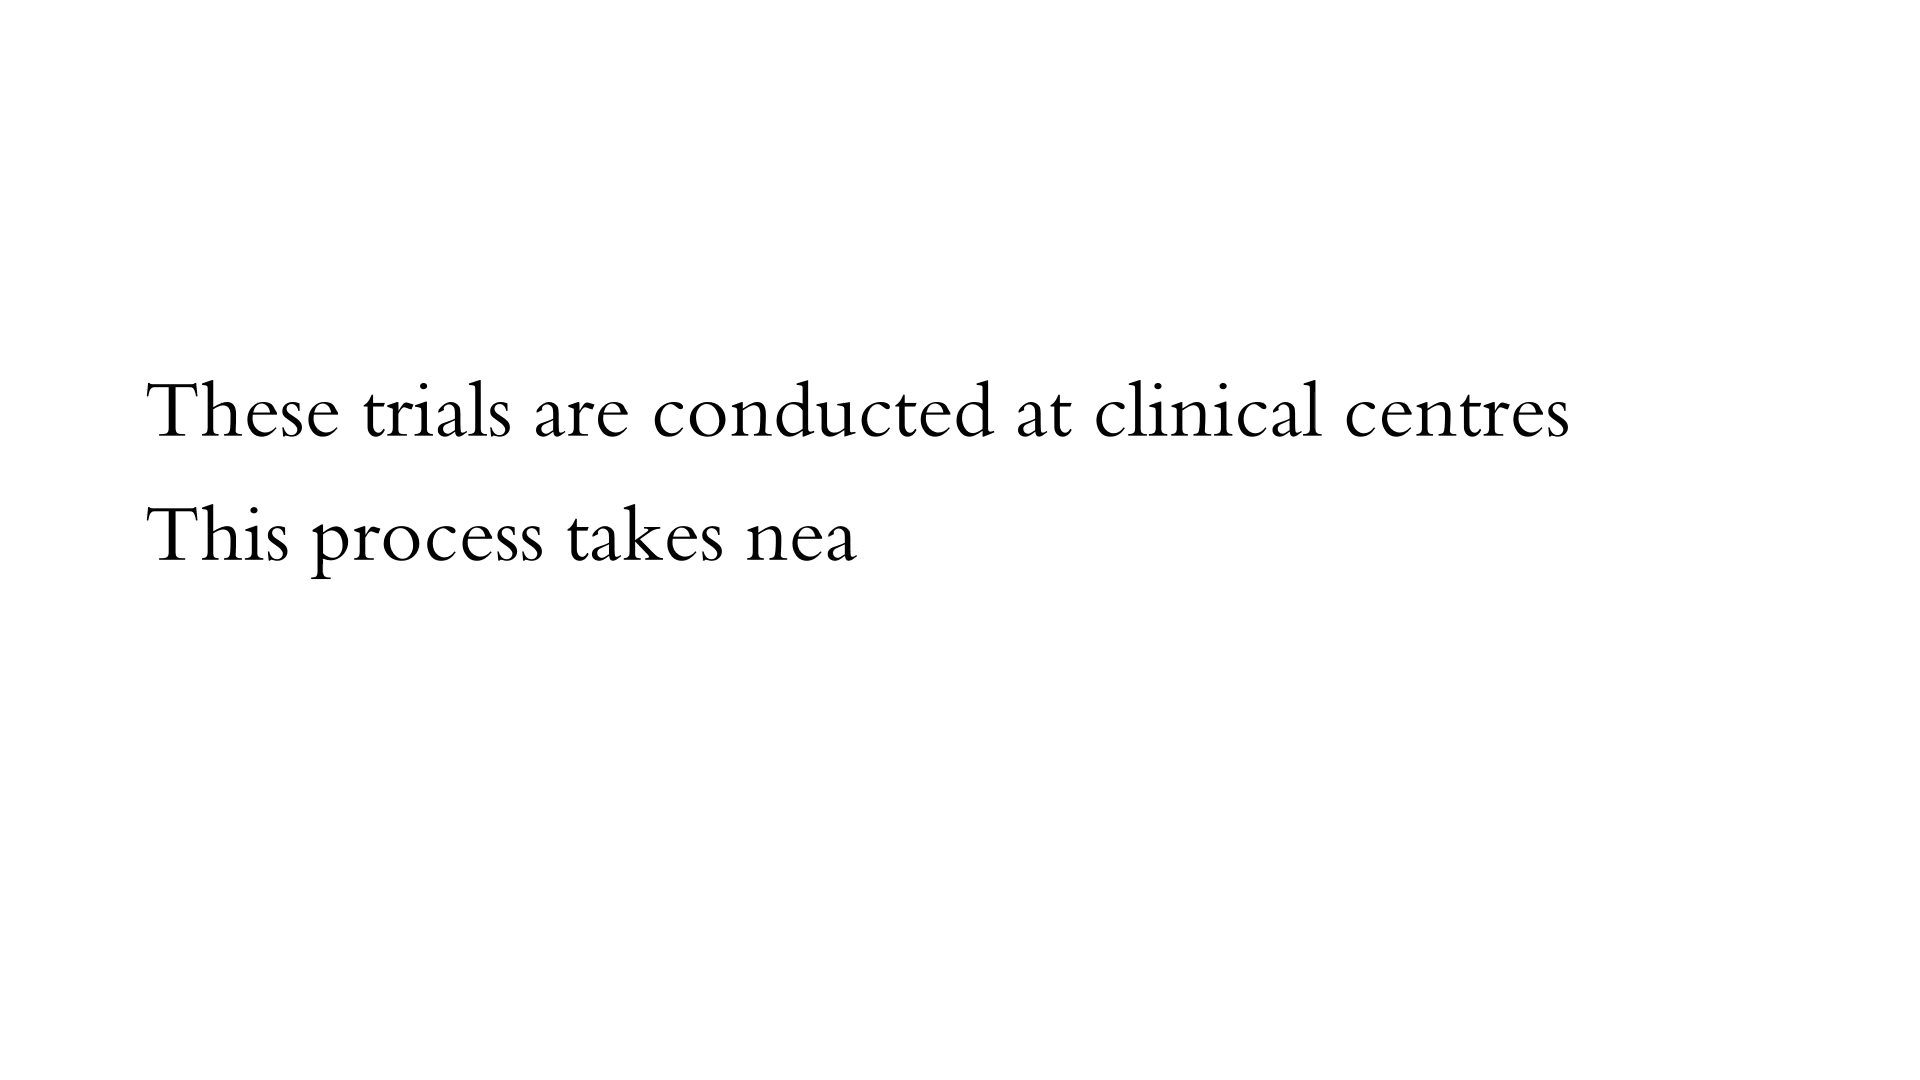 These trials are conducted at clinical centres
This process takes nea